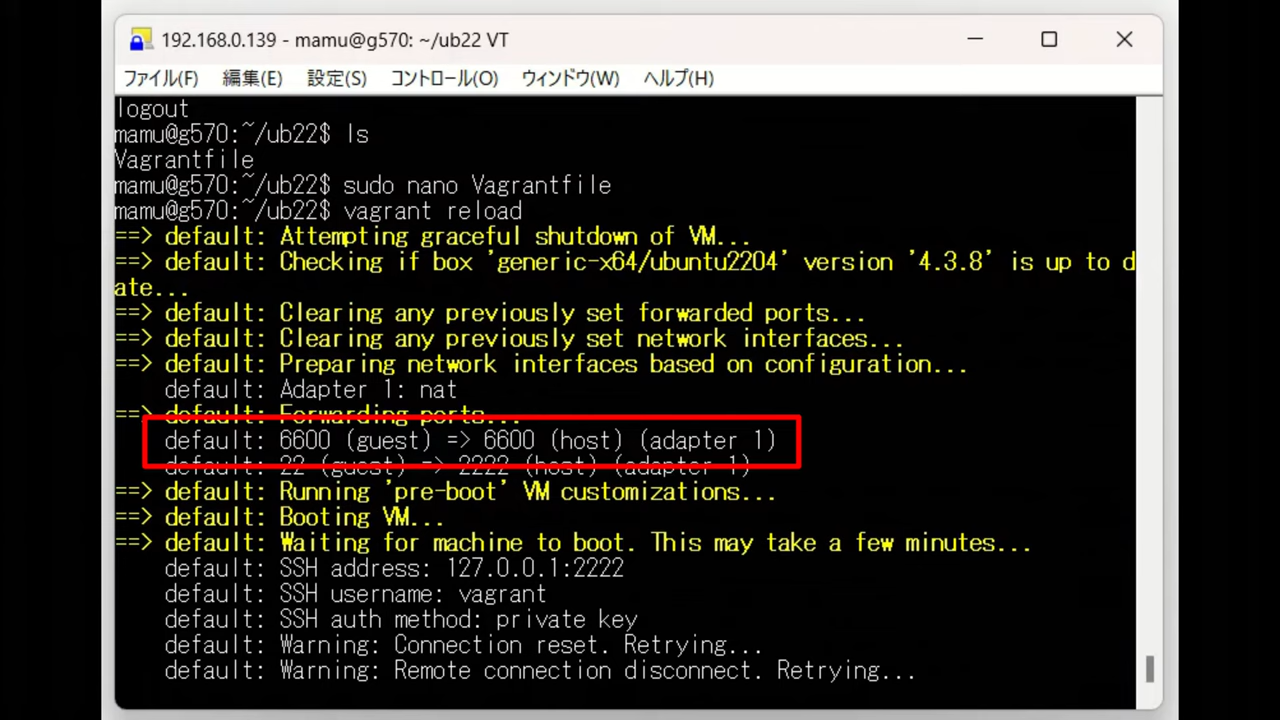 192.168.0.139 - mamu@g570: ~/ub22 VT
ファイル(F) 編集(E) 設定(S) コントロール(O) ウィンドウ(W) ヘルプ(H)
logout
mamu@g570:~/ub22$ ls
Vagrantfile
mamu@g570:~/ub22$ sudo nano Vagrantfile
mamu@g570:~/ub22$ vagrant reload
==> default: Attempting graceful shutdown of VM...
==> default: Checking if box 'generic-x64/ubuntu2204' version '4.3.8' is up to d
ate...
==> default: Clearing any previously set forwarded ports...
==> default: Clearing any previously set network interfaces...
==> default: Preparing network interfaces based on configuration...
default: Adapter 1: nat
==> default: Forwarding ports...
default: 6600 (guest) => 6600 (host) (adapter 1)
default: 22 (guest) => 2222 (host) (adapter 1)
==> default: Running 'pre-boot' VM customizations...
==> default: Booting VM...
==> default: Waiting for machine to boot. This may take a few minutes...
default: SSH address: 127.0.0.1:2222
default: SSH username: vagrant
default: SSH auth method: private key
default: Warning: Connection reset. Retrying...
default: Warning: Remote connection disconnect. Retrying...